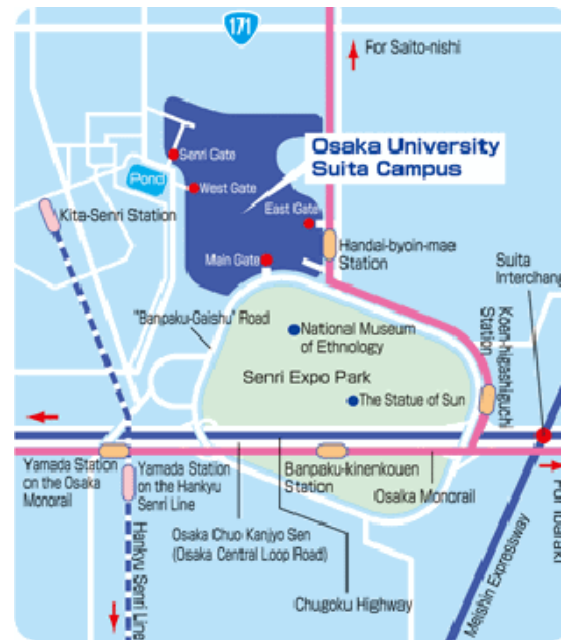 171
For Saito-nishi
Osaka University
Suita Campus
Senri Gate
Pond
West Gate
East Gate
Kita-Senri Station
Main Gate
Handai-byoin-mae
Station
Suita
Interchang
Koen-higashiguchi
Station
"Banpaku-Gaishu" Road
National Museum
of Ethnology
Senri Expo Park
The Statue of Sun
Yamada Station
on the Osaka
Monorail
Yamada Station
on the Hankyu
Senri Line
Banpaku-kinenkouen
Station
Osaka Monorail
For Ibaraki
Osaka Chuo Kanjyo Sen
(Osaka Central Loop Road)
Hankyu Senri Line
Chugoku Highway
Meishin Expressway